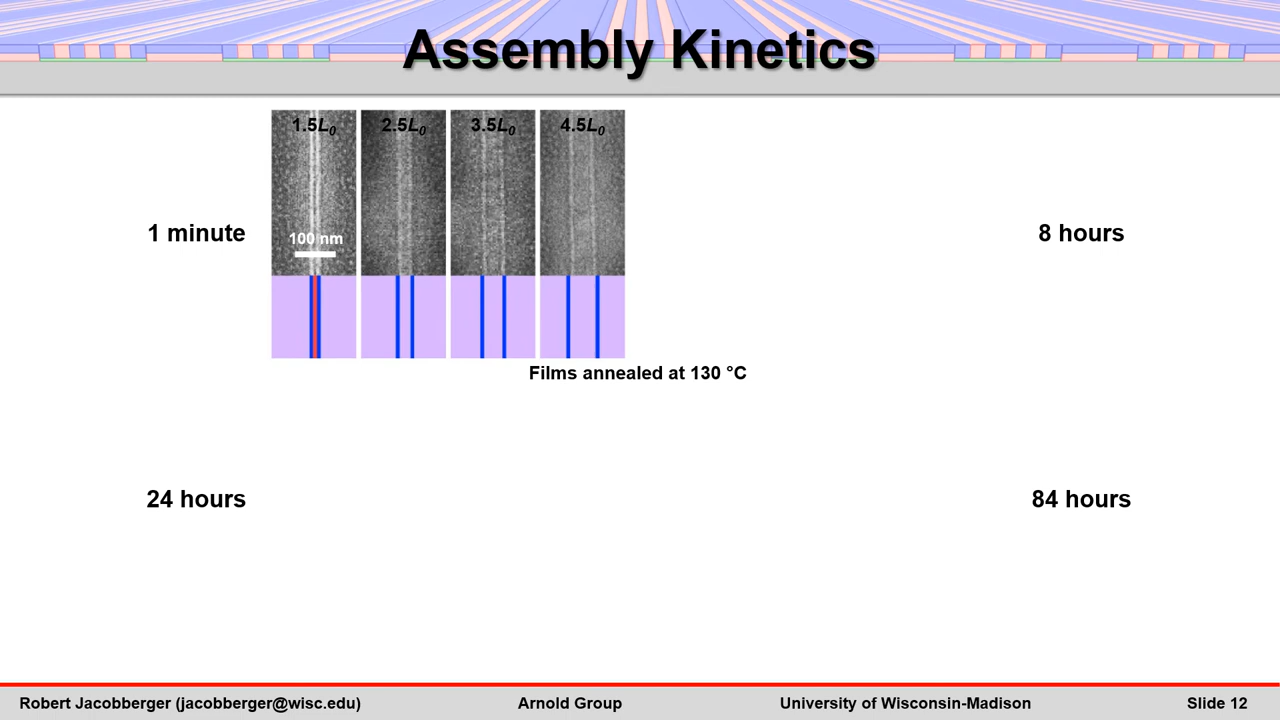 Assembly Kinetics
1.5L0 2.5L0 3.5L0 4.5L0
1 minute
100 nm
8 hours
Films annealed at 130 °C
24 hours
84 hours
Robert Jacobberger (jacobberger@wisc.edu) Arnold Group University of Wisconsin-Madison Slide 12